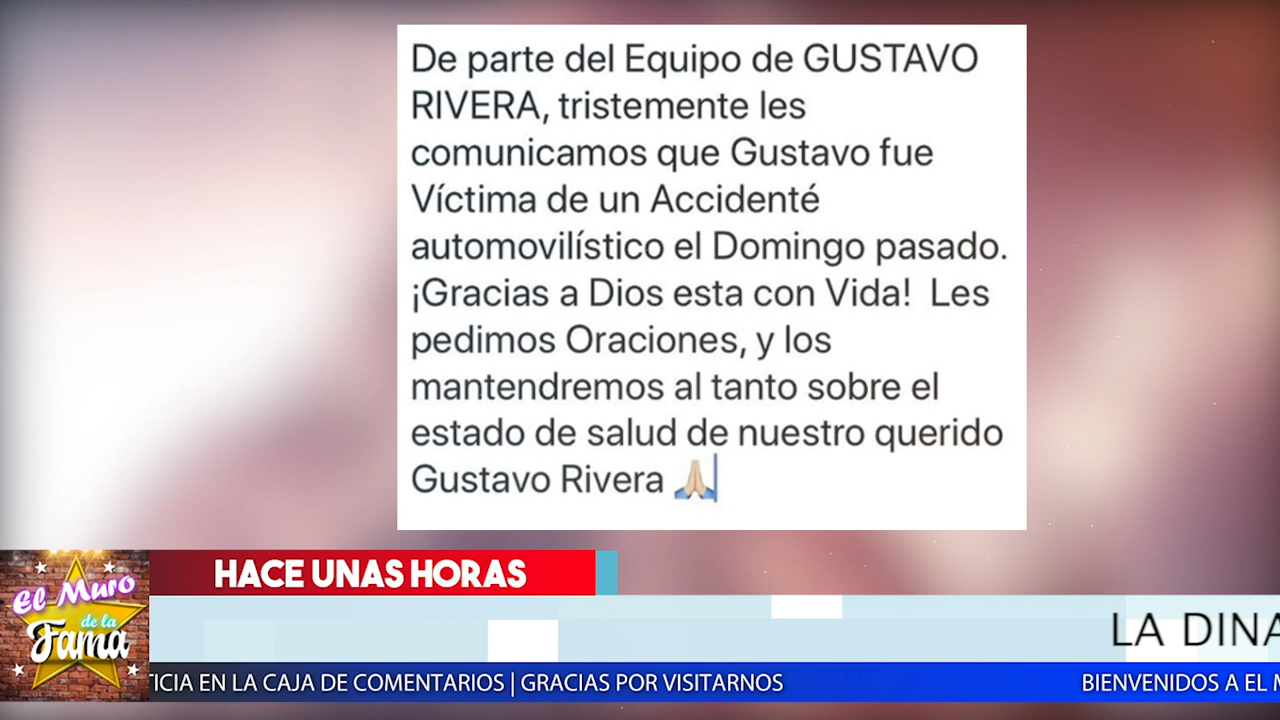 De parte del Equipo de GUSTAVO
RIVERA, tristemente les
comunicamos que Gustavo fue
Víctima de un Accidenté
automovilístico el Domingo pasado.
¡Gracias a Dios esta con Vida!  Les
pedimos Oraciones, y los
mantendremos al tanto sobre el
estado de salud de nuestro querido
Gustavo Rivera 🙏🏼
HACE UNAS HORAS
El Muro
de la
Fama
LA DINA
TICIA EN LA CAJA DE COMENTARIOS | GRACIAS POR VISITARNOS
BIENVENIDOS A EL M